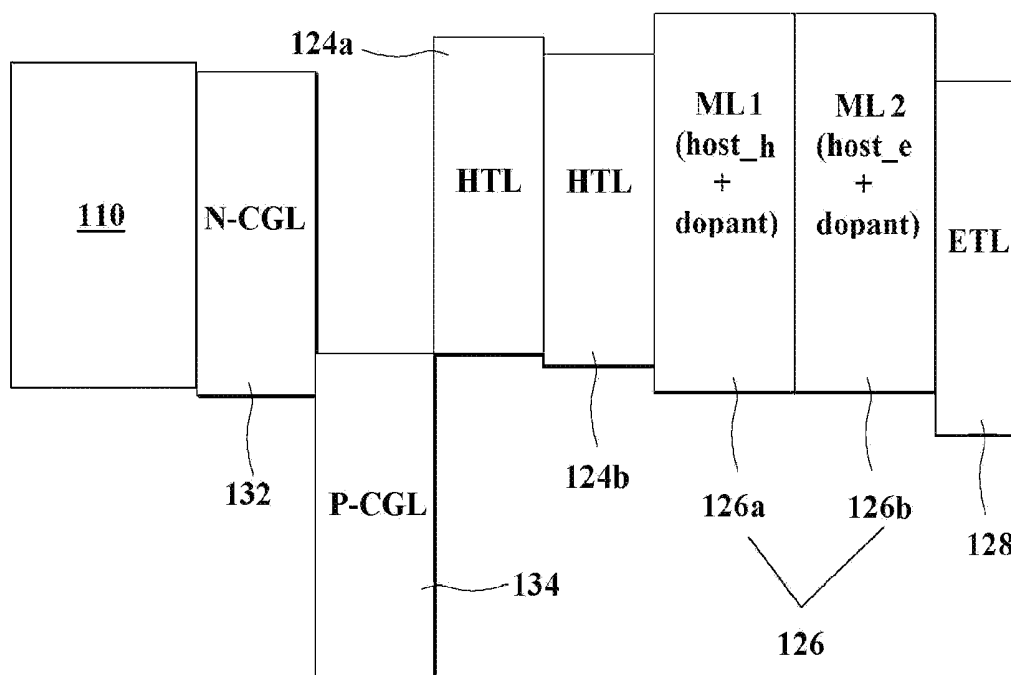 124a
110
N-CGL
HTL
HTL
ML 1
(host_h
+
dopant)
ML 2
(host_e
+
dopant)
ETL
132
P-CGL
134
124b
126a
126b
128
126